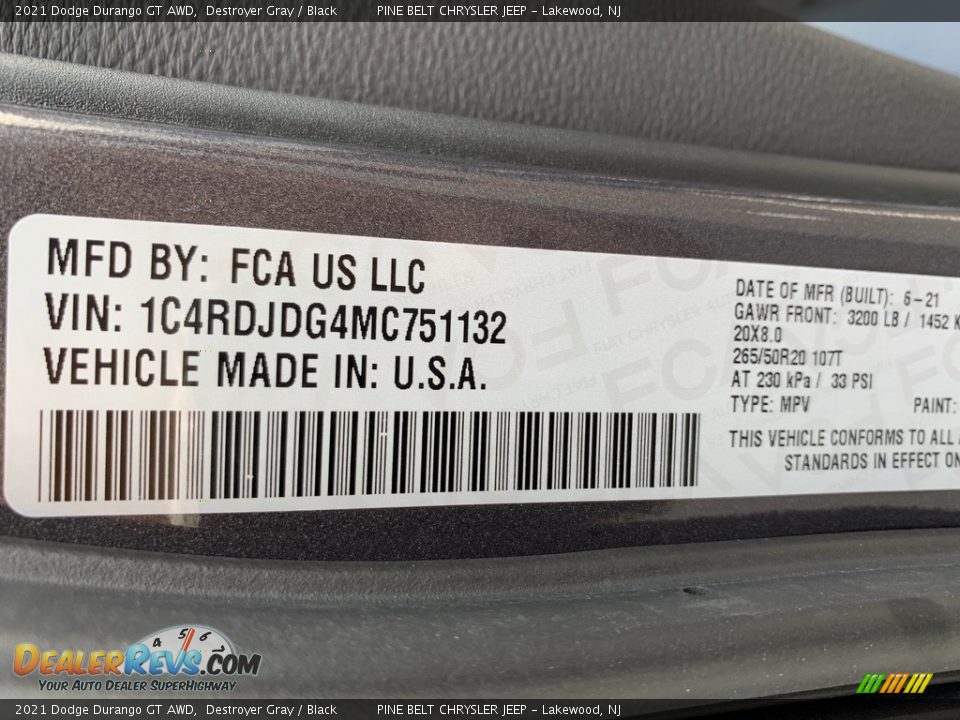 2021 Dodge Durango GT AWD, Destroyer Gray / Black PINE BELT CHRYSLER JEEP - Lakewood, NJ
MFD BY: FCA US LLC
VIN: 1C4RDJDG4MC751132
VEHICLE MADE IN: U.S.A.
DATE OF MFR (BUILT): 6-21
GAWR FRONT: 3200 LB / 1452 K
20X8.0
265/50R20 107T
AT 230 kPa / 33 PSI
TYPE: MPV PAINT:
THIS VEHICLE CONFORMS TO ALL
STANDARDS IN EFFECT ON
4 5 6
DEALERREVS.COM
YOUR AUTO DEALER SUPERHIGHWAY
2021 Dodge Durango GT AWD, Destroyer Gray / Black PINE BELT CHRYSLER JEEP - Lakewood, NJ